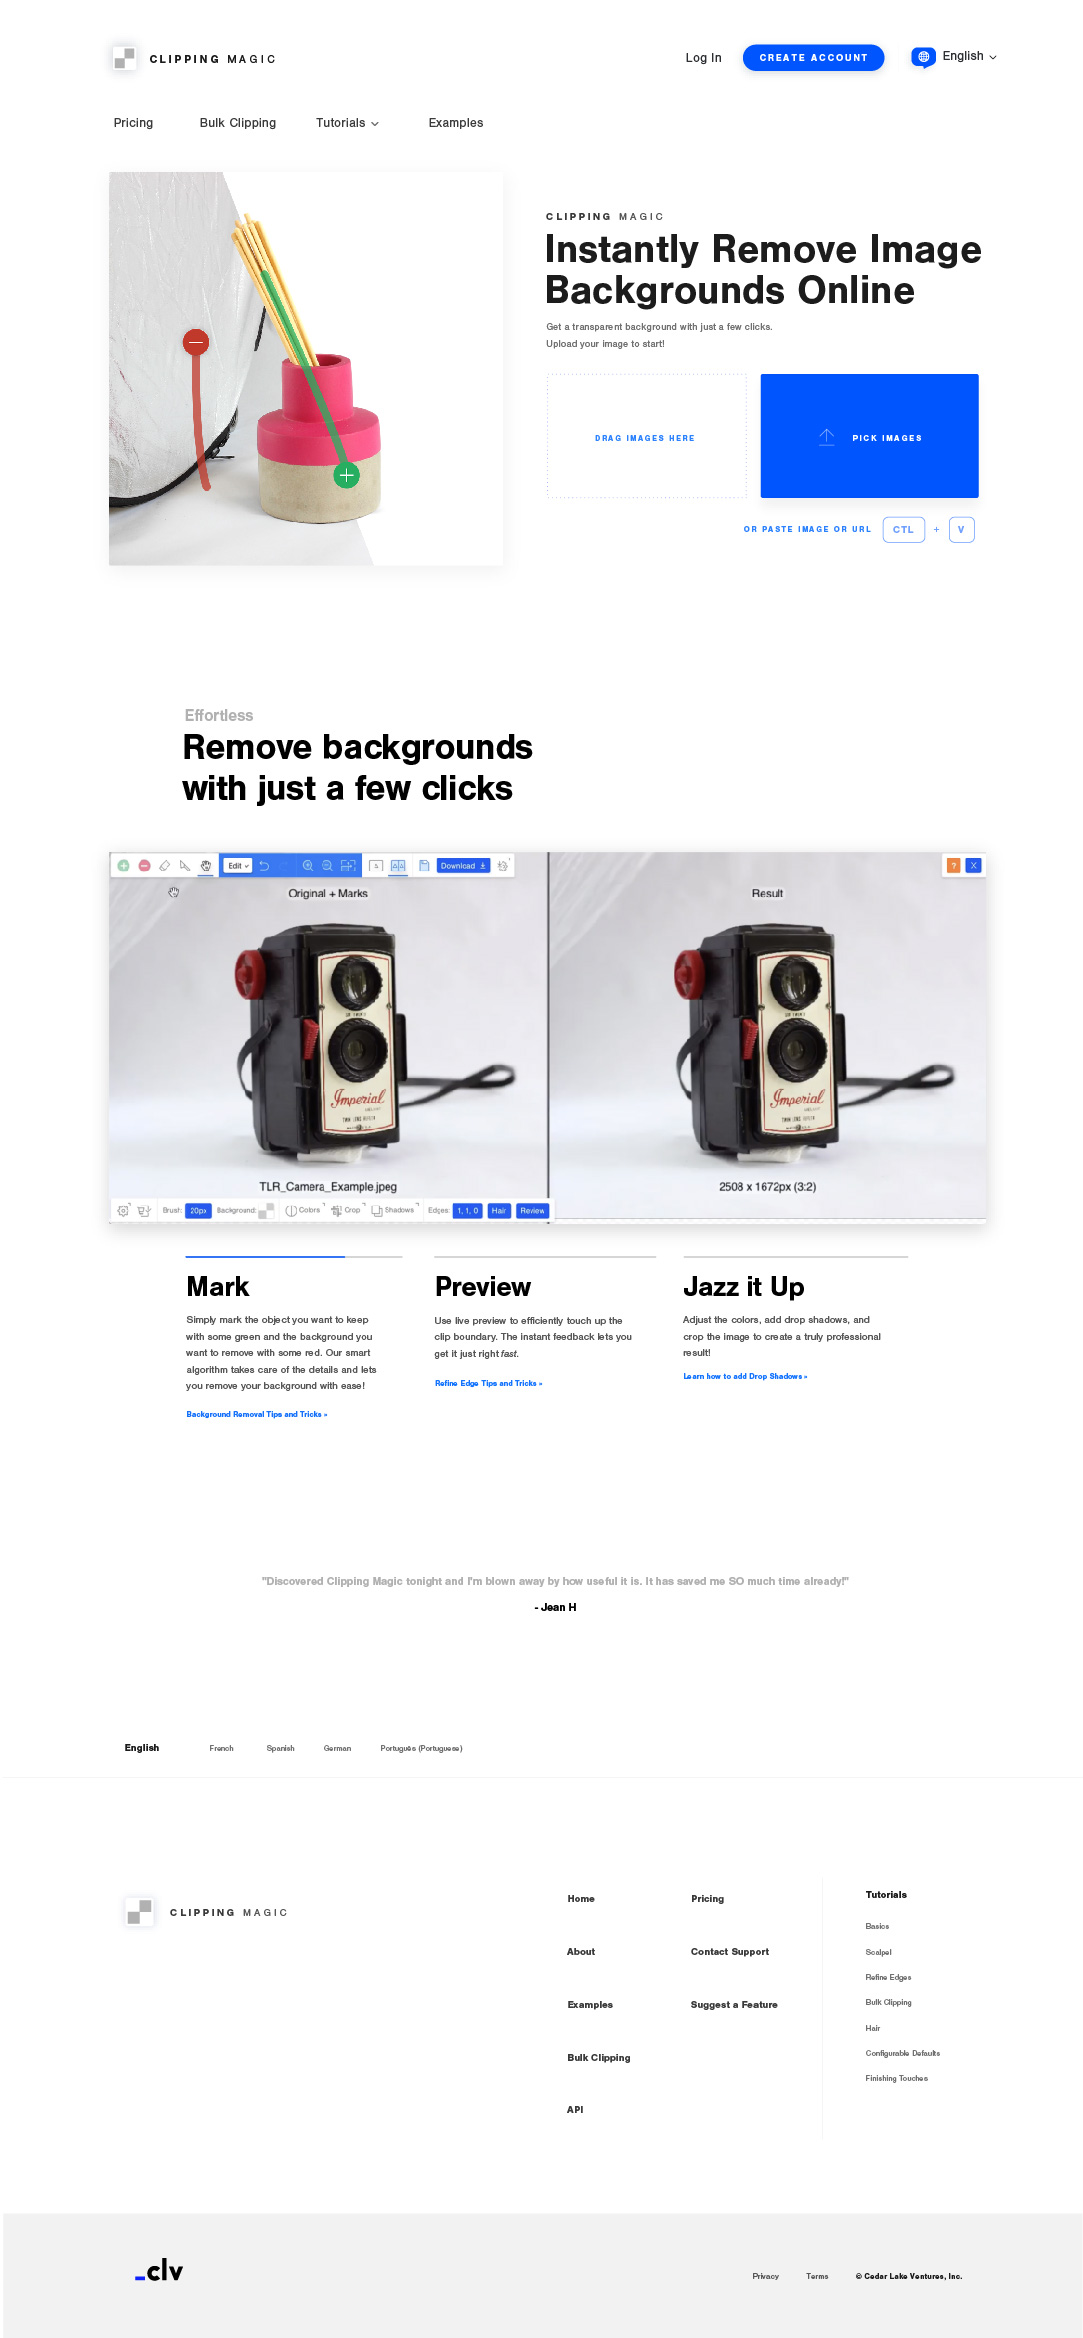 CLIPPING MAGIC
Log In
CREATE ACCOUNT
English
Pricing
Bulk Clipping
Tutorials
Examples
CLIPPING MAGIC
Instantly Remove Image
Backgrounds Online
Get a transparent background with just a few clicks.
Upload your image to start!
DRAG IMAGES HERE
PICK IMAGES
OR PASTE IMAGE OR URL
CTL
+
V
Effortless
Remove backgrounds
with just a few clicks
Edit
Download
?
X
Original + Marks
Result
Imperial
Imperial
TLR_Camera_Example.jpeg
2508 x 1672px (3:2)
Brush:
20px
Background:
Colors
Crop
Shadows
Edges:
1, 1, 0
Hair
Review
Mark
Simply mark the object you want to keep
with some green and the background you
want to remove with some red. Our smart
algorithm takes care of the details and lets
you remove your background with ease!
Background Removal Tips and Tricks »
Preview
Use live preview to efficiently touch up the
clip boundary. The instant feedback lets you
get it just right fast.
Refine Edge Tips and Tricks »
Jazz it Up
Adjust the colors, add drop shadows, and
crop the image to create a truly professional
result!
Learn how to add Drop Shadows »
"Discovered Clipping Magic tonight and I'm blown away by how useful it is. It has saved me SO much time already!"
- Jean H
English
French
Spanish
German
Português (Portuguese)
CLIPPING MAGIC
Home
About
Examples
Bulk Clipping
API
Pricing
Contact Support
Suggest a Feature
Tutorials
Basics
Scalpel
Refine Edges
Bulk Clipping
Hair
Configurable Defaults
Finishing Touches
_clv
Privacy
Terms
© Cedar Lake Ventures, Inc.